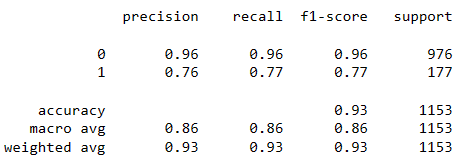 precision recall f1-score support
0 0.96 0.96 0.96 976
1 0.76 0.77 0.77 177
accuracy 0.93 1153
macro avg 0.86 0.86 0.86 1153
weighted avg 0.93 0.93 0.93 1153